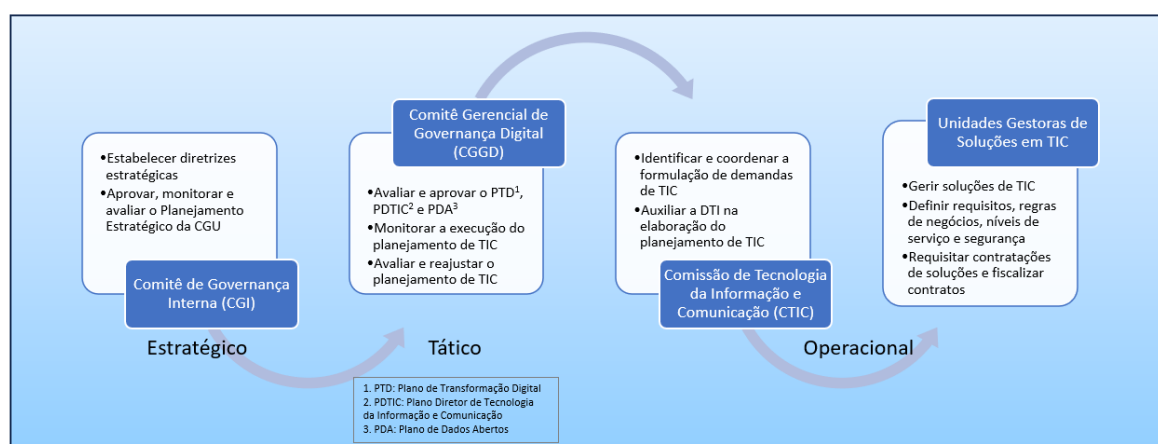 •Estabelecer diretrizes
estratégicas
•Aprovar, monitorar e
avaliar o Planejamento
Estratégico da CGU
Comitê de Governança
Interna (CGI)
Estratégico
Comitê Gerencial de
Governança Digital
(CGGD)
•Avaliar e aprovar o PTD¹,
PDTIC² e PDA³
•Monitorar a execução do
planejamento de TIC
•Avaliar e reajustar o
planejamento de TIC
Tático
1. PTD: Plano de Transformação Digital
2. PDTIC: Plano Diretor de Tecnologia
da Informação e Comunicação
3. PDA: Plano de Dados Abertos
•Identificar e coordenar a
formulação de demandas
de TIC
•Auxiliar a DTI na
elaboração do
planejamento de TIC
Comissão de Tecnologia
da Informação e
Comunicação (CTIC)
Unidades Gestoras de
Soluções em TIC
•Gerir soluções de TIC
•Definir requisitos, regras
de negócios, níveis de
serviço e segurança
•Requisitar contratações
de soluções e fiscalizar
contratos
Operacional